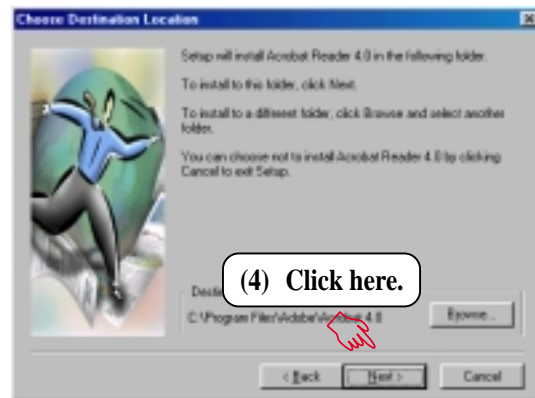 Choose Destination Location
Setup will install Acrobat Reader 4.0 in the following folder.
To install to this folder, click Next.
To install to a different folder, click Browse and select another
folder.
You can choose not to install Acrobat Reader 4.0 by clicking
Cancel to exit Setup.
(4) Click here.
C:\Program Files\Adobe\Acrobat 4.0
Browse...
< Back
Next >
Cancel